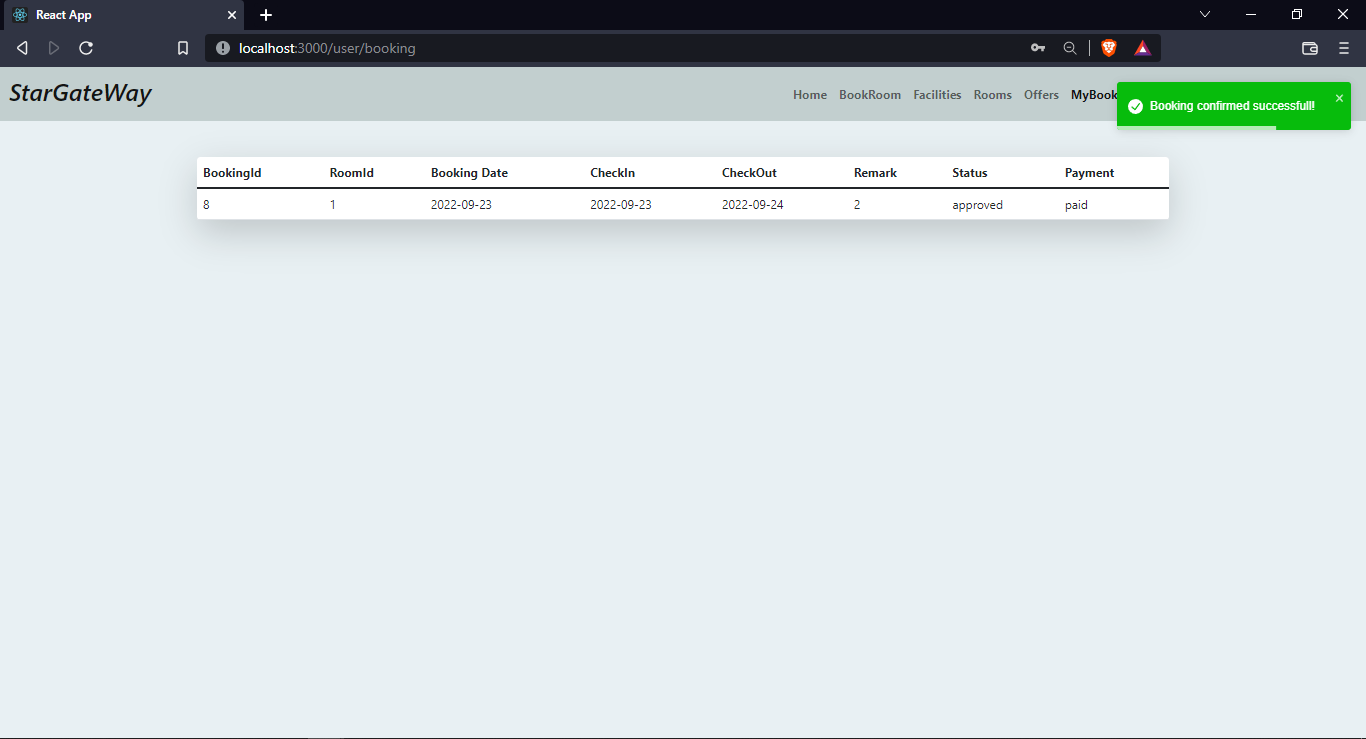 React App
localhost:3000/user/booking
StarGateWay
Home BookRoom Facilities Rooms Offers MyBook
Booking confirmed successfull!
BookingId RoomId Booking Date CheckIn CheckOut Remark Status Payment
8 1 2022-09-23 2022-09-23 2022-09-24 2 approved paid